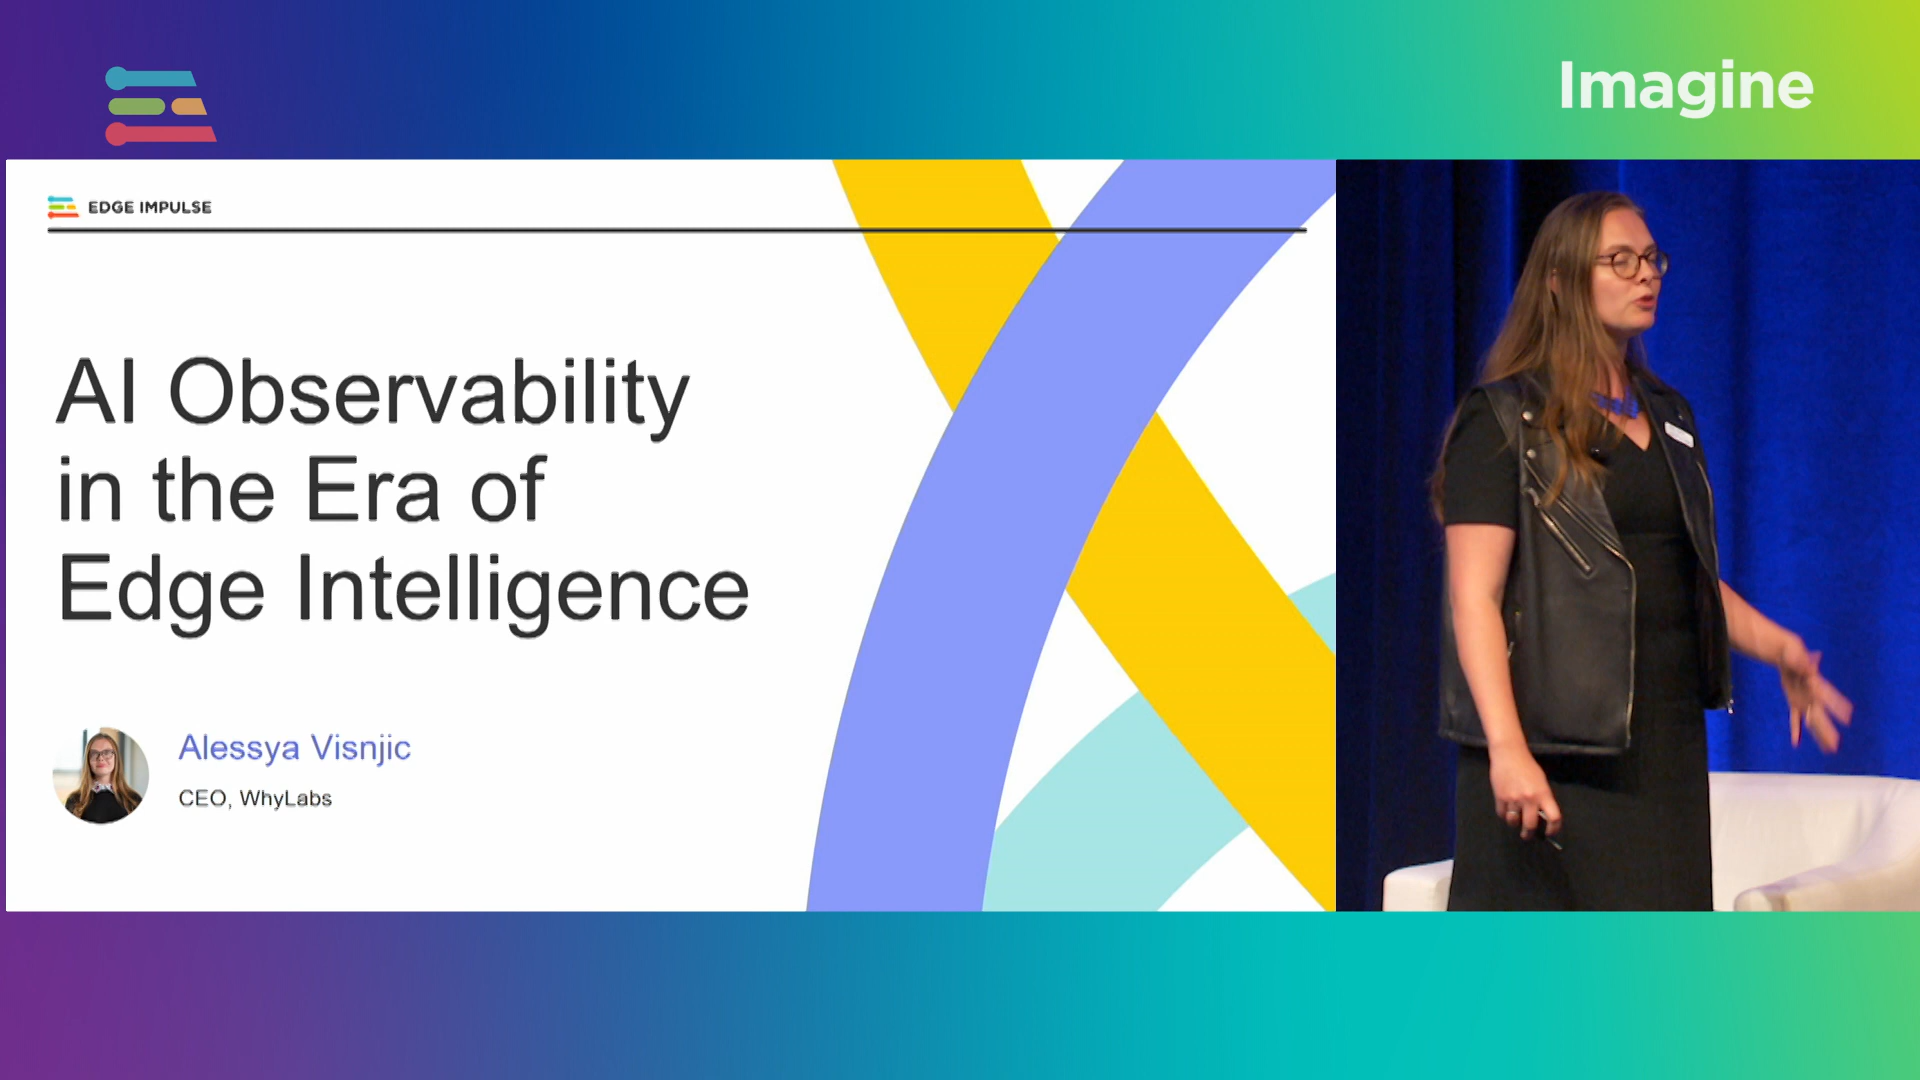 Imagine
EDGE IMPULSE
AI Observability
in the Era of
Edge Intelligence
Alessya Visnjic
CEO, WhyLabs